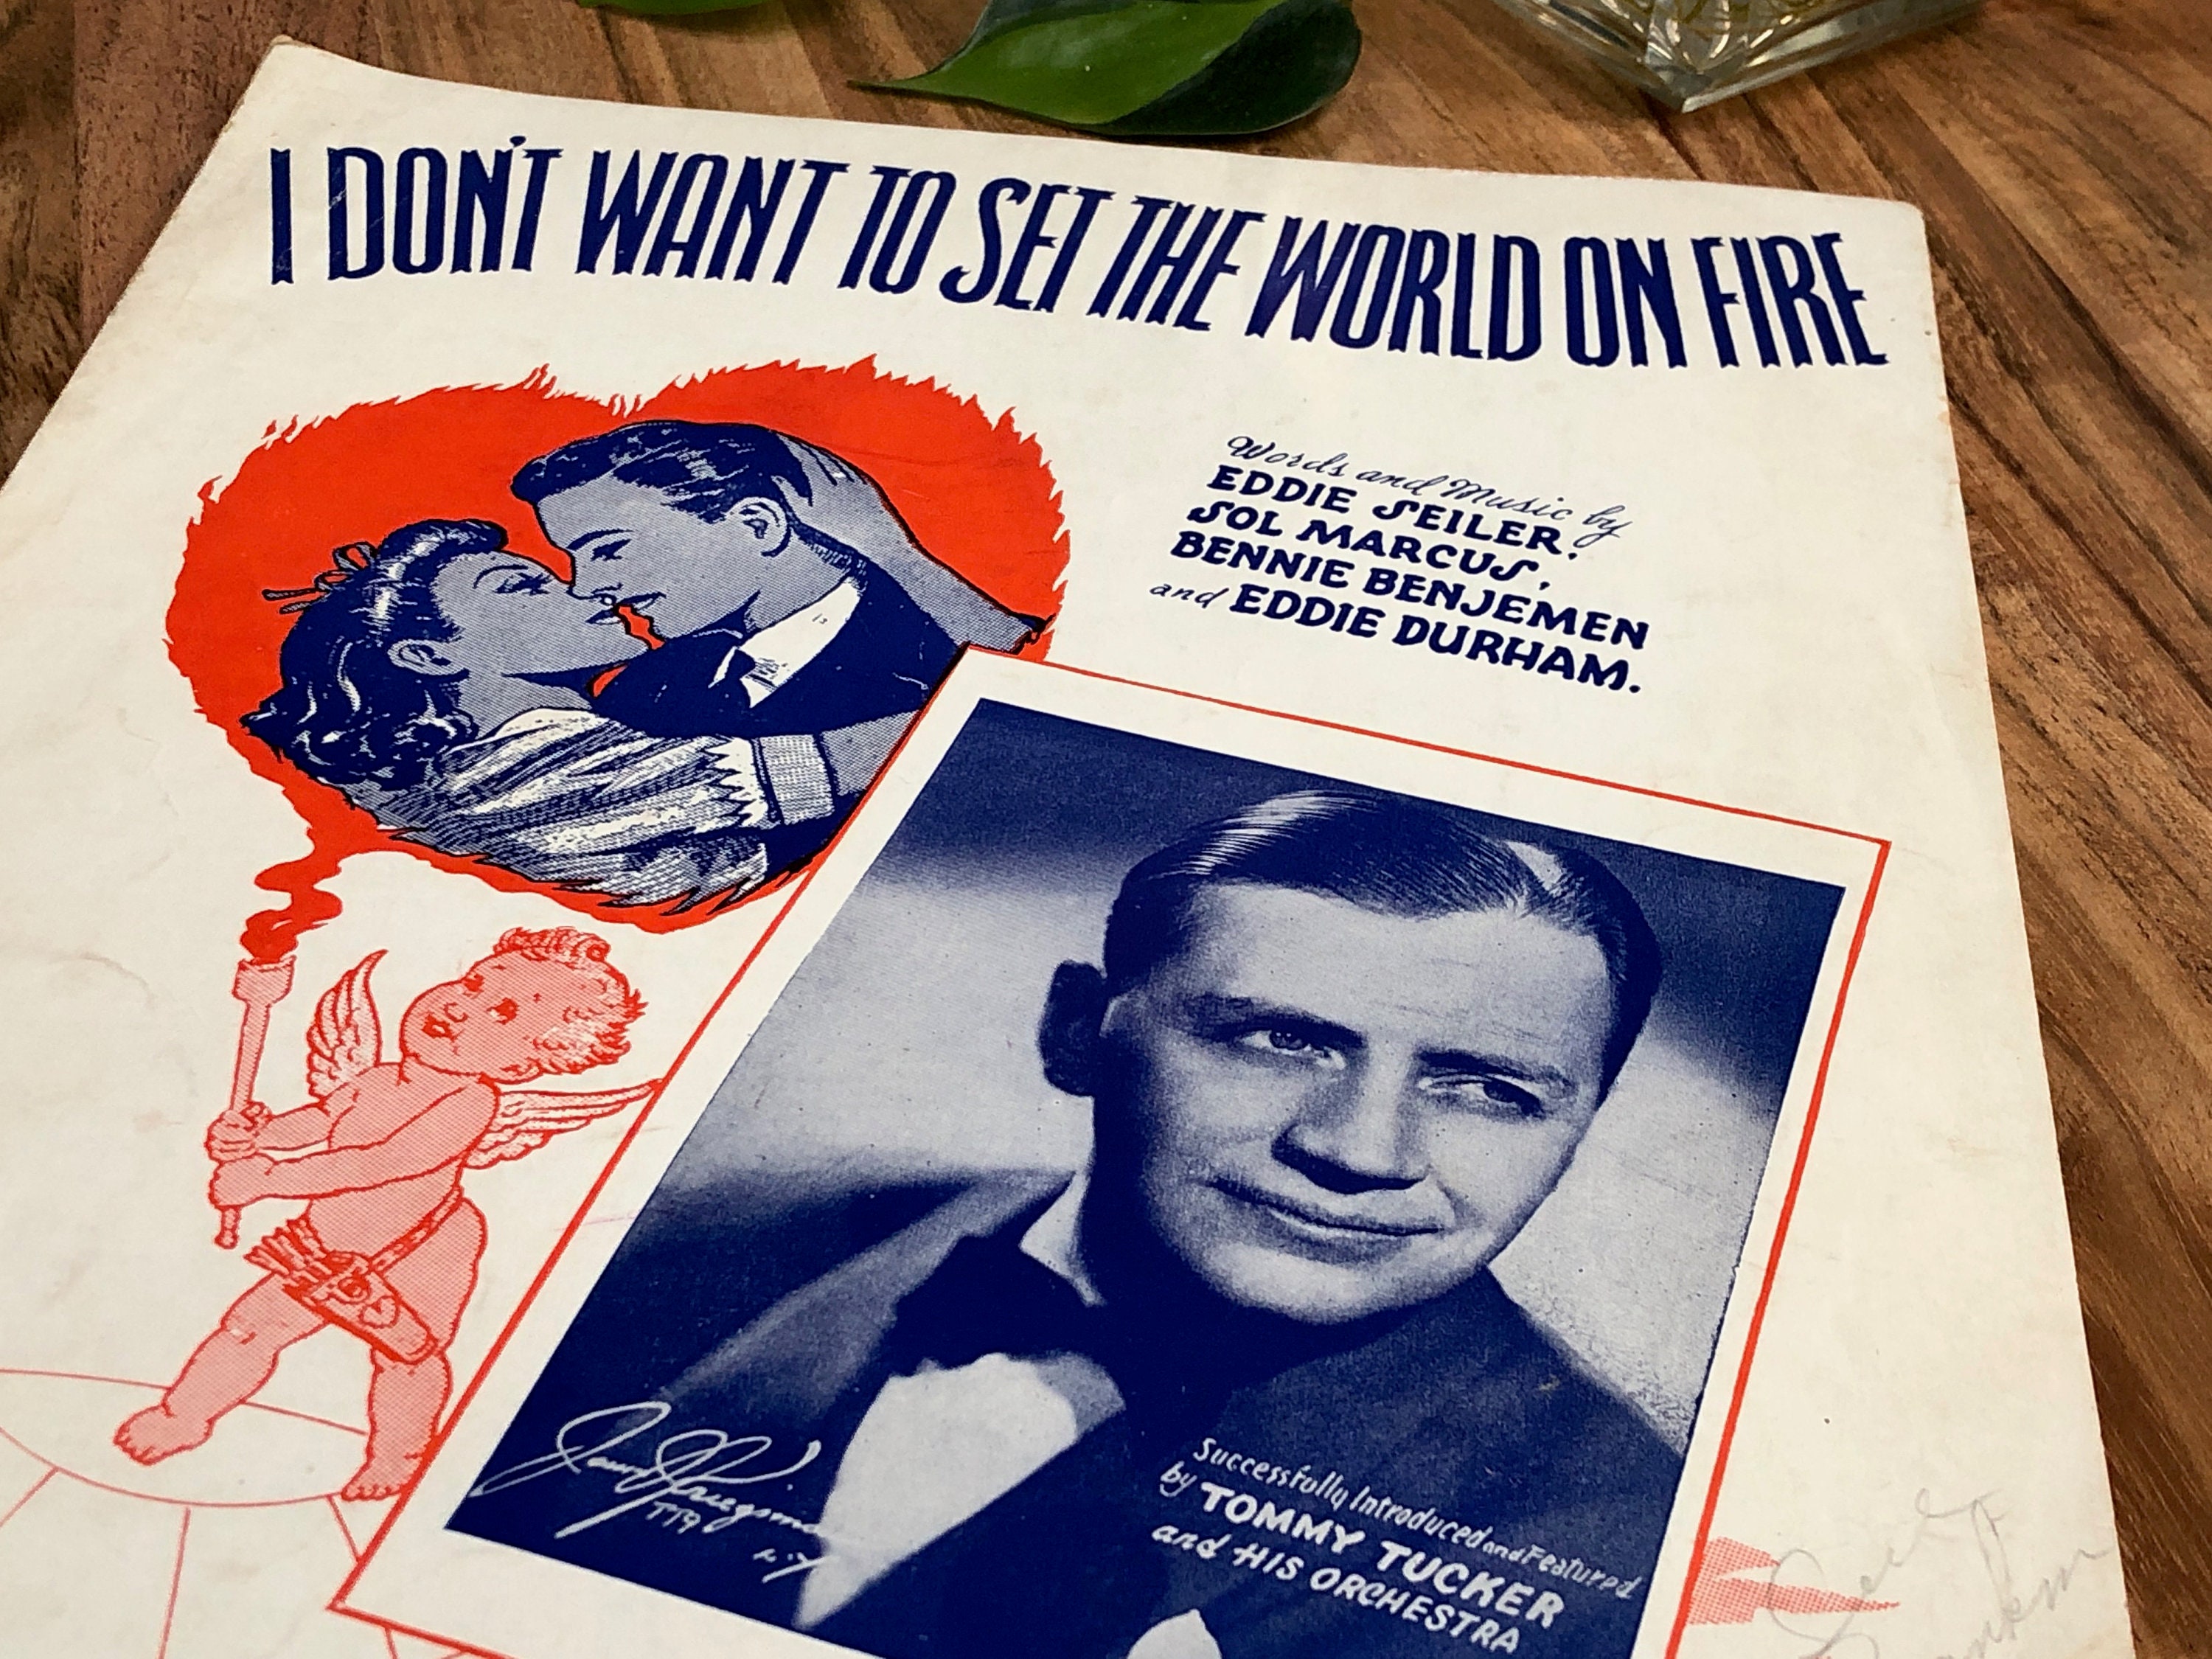 I DON'T WANT TO SET THE WORLD ON FIRE
Words and Music by
EDDIE SEILER.
SOL MARCUS,
BENNIE BENJEMEN
and EDDIE DURHAM.
Successfully Introduced and Featured
by TOMMY TUCKER
and HIS ORCHESTRA
N.Y.